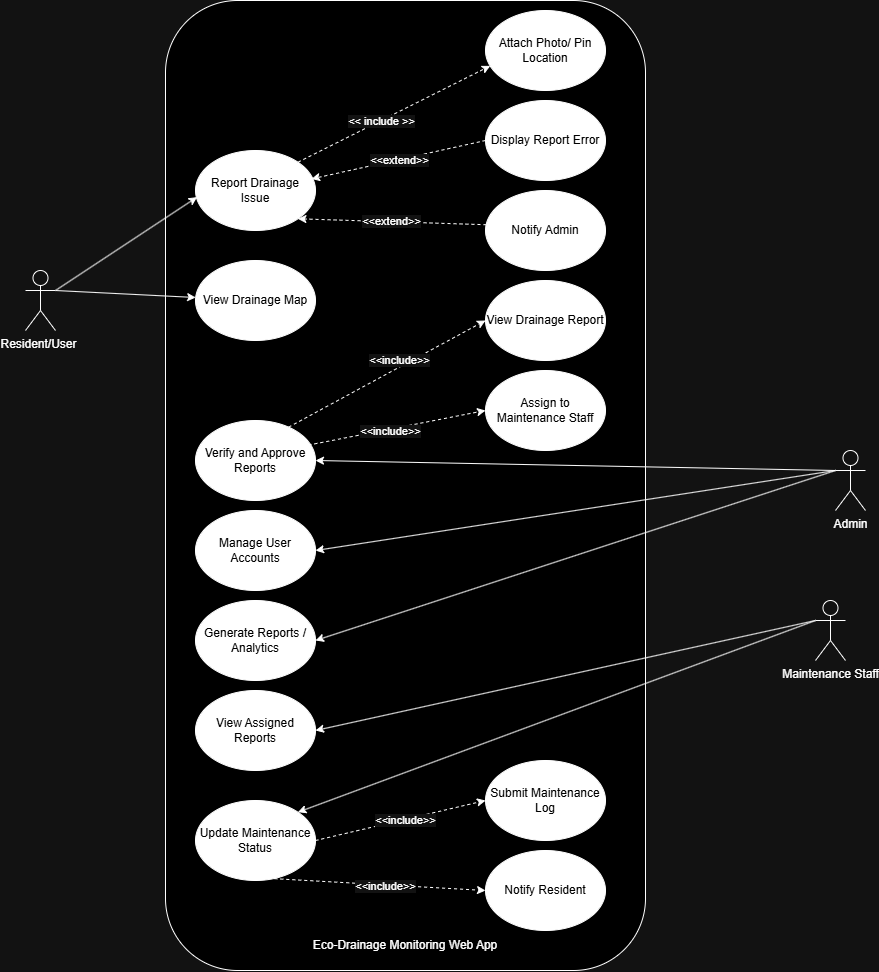 Attach Photo/ Pin
Location
<< include >>
Display Report Error
<<extend>>
Report Drainage
Issue
<<extend>>
Notify Admin
View Drainage Map
Resident/User
View Drainage Report
<<include>>
Assign to
Maintenance Staff
<<include>>
Verify and Approve
Reports
Admin
Manage User
Accounts
Generate Reports /
Analytics
Maintenance Staff
View Assigned
Reports
Submit Maintenance
Log
<<include>>
Update Maintenance
Status
<<include>>
Notify Resident
Eco-Drainage Monitoring Web App